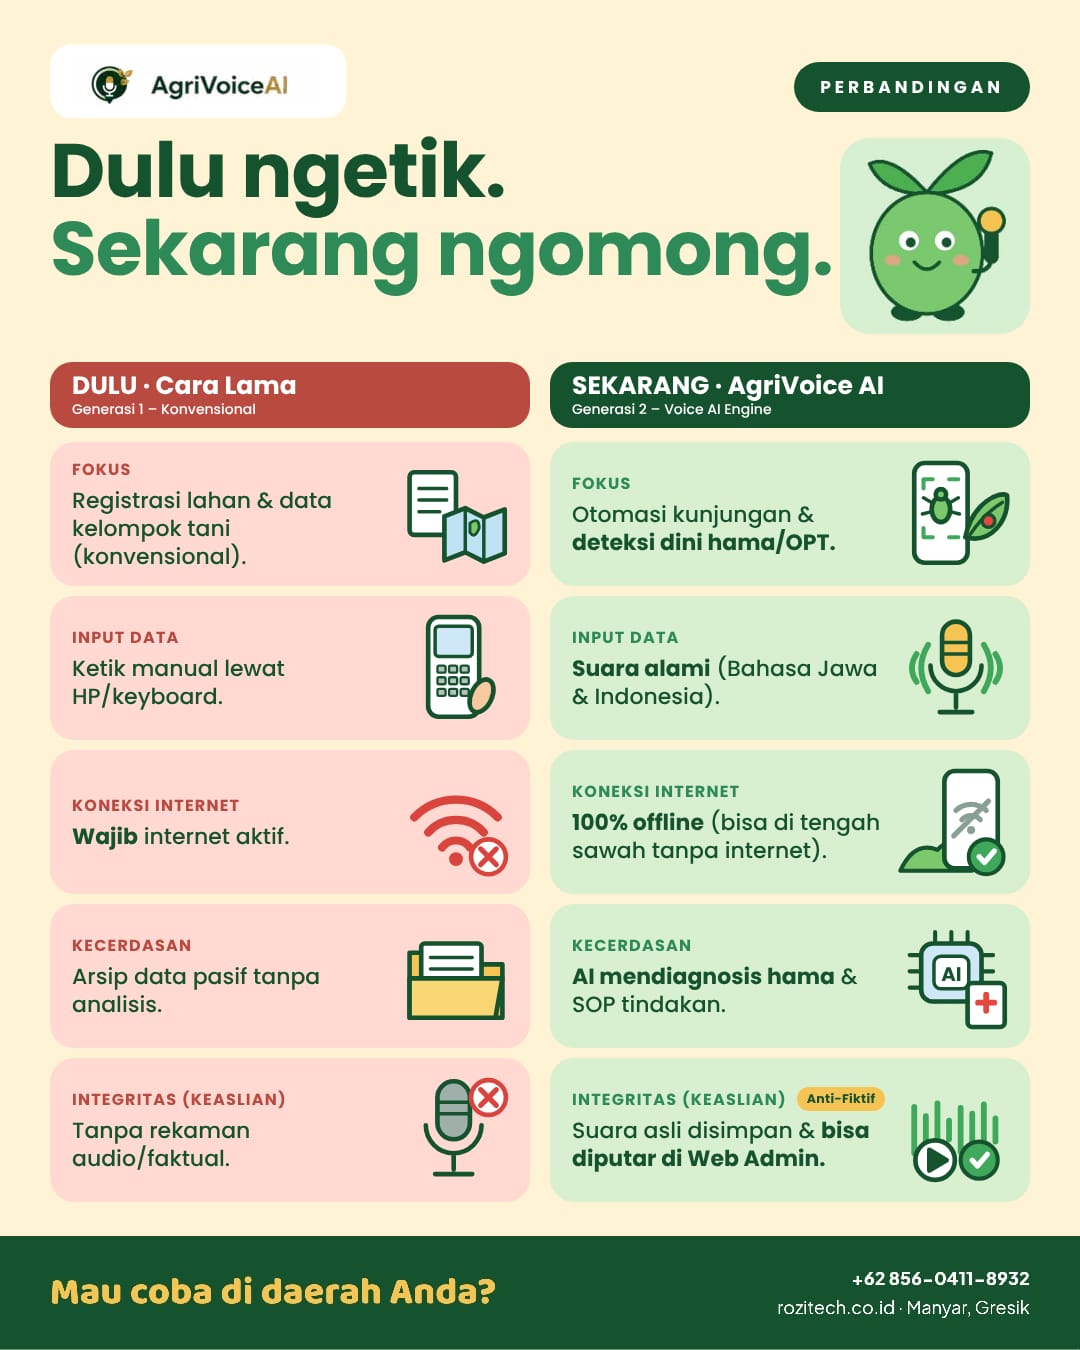 AgriVoiceAI
PERBANDINGAN
Dulu ngetik.
Sekarang ngomong.
DULU · Cara Lama
Generasi 1 – Konvensional
SEKARANG · AgriVoice AI
Generasi 2 – Voice AI Engine
FOKUS
Registrasi lahan & data
kelompok tani
(konvensional).
FOKUS
Otomasi kunjungan &
deteksi dini hama/OPT.
INPUT DATA
Ketik manual lewat
HP/keyboard.
INPUT DATA
Suara alami (Bahasa Jawa
& Indonesia).
KONEKSI INTERNET
Wajib internet aktif.
KONEKSI INTERNET
100% offline (bisa di tengah
sawah tanpa internet).
KECERDASAN
Arsip data pasif tanpa
analisis.
KECERDASAN
AI mendiagnosis hama &
SOP tindakan.
AI
INTEGRITAS (KEASLIAN)
Tanpa rekaman
audio/faktual.
INTEGRITAS (KEASLIAN) Anti-Fiktif
Suara asli disimpan & bisa
diputar di Web Admin.
Mau coba di daerah Anda?
+62 856-0411-8932
rozitech.co.id · Manyar, Gresik